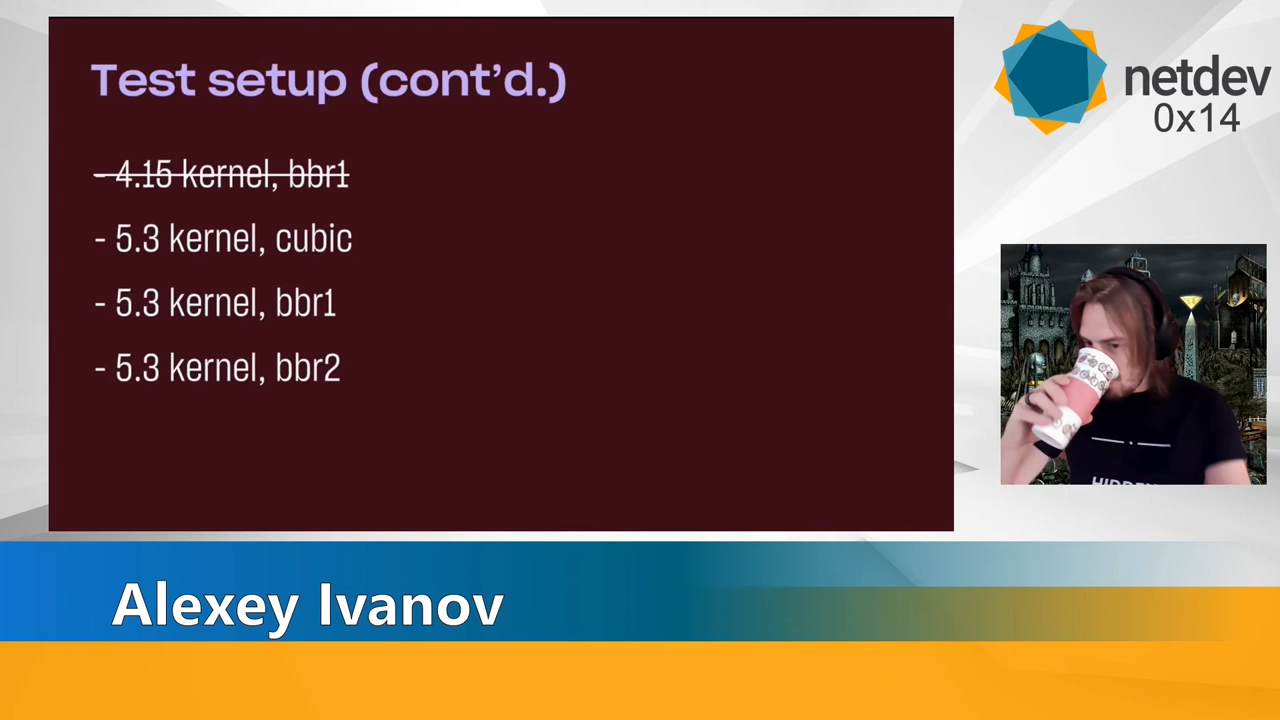 Test setup (cont’d.)
- 4.15 kernel, bbr1
- 5.3 kernel, cubic
- 5.3 kernel, bbr1
- 5.3 kernel, bbr2
netdev
0x14
Alexey Ivanov